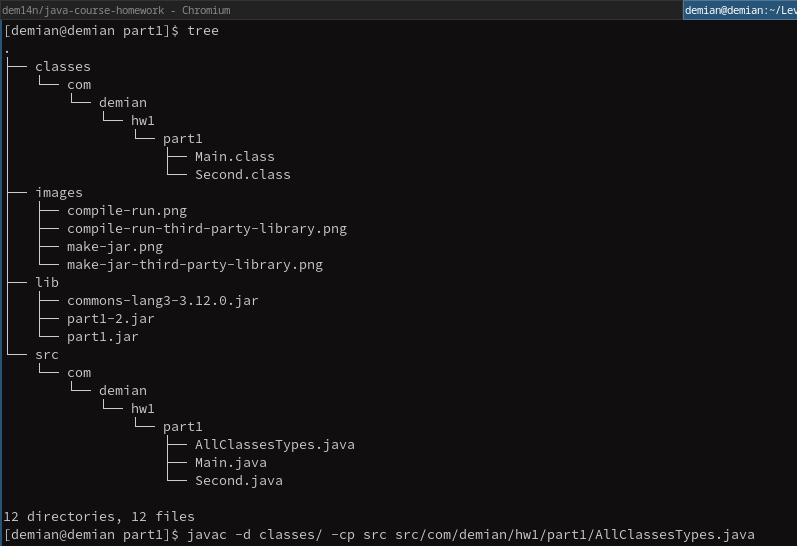 dem14n/java-course-homework - Chromium
demian@demian:~/Lev
[demian@demian part1]$ tree
.
├── classes
│   └── com
│       └── demian
│           └── hw1
│               └── part1
│                   ├── Main.class
│                   └── Second.class
├── images
│   ├── compile-run.png
│   ├── compile-run-third-party-library.png
│   ├── make-jar.png
│   └── make-jar-third-party-library.png
├── lib
│   ├── commons-lang3-3.12.0.jar
│   ├── part1-2.jar
│   └── part1.jar
└── src
    └── com
        └── demian
            └── hw1
                └── part1
                    ├── AllClassesTypes.java
                    ├── Main.java
                    └── Second.java
12 directories, 12 files
[demian@demian part1]$ javac -d classes/ -cp src src/com/demian/hw1/part1/AllClassesTypes.java